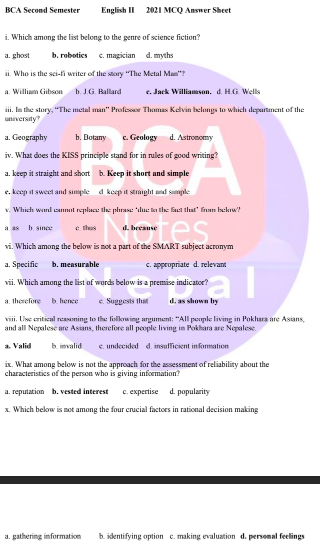 BCA Second Semester English II 2021 MCQ Answer Sheet
i. Which among the list belong to the genre of science fiction?
a. ghost b. robotics c. magician d. myths
ii. Who is the sci-fi writer of the story "The Metal Man"?
a. William Gibson b. J.G. Ballard c. Jack Williamson. d. H.G. Wells
iii. In the story, "The metal man" Professor Thomas Kelvin belongs to which department of the
university?
a. Geography b. Botany c. Geology d. Astronomy
iv. What does the KISS principle stand for in rules of good writing?
a. keep it straight and short b. Keep it short and simple
c. keep it sweet and simple d. keep it straight and simple
v. Which word cannot replace the phrase 'due to the fact that' from below?
a. as b. since c. thus d. because
vi. Which among the below is not a part of the SMART subject acronym
a. Specific b. measurable c. appropriate d. relevant
vii. Which among the list of words below is a premise indicator?
a. therefore b. hence c. Suggests that d. as shown by
viii. Use critical reasoning to the following argument: "All people living in Pokhara are Asians,
and all Nepalese are Asians, therefore all people living in Pokhara are Nepalese.
a. Valid b. invalid c. undecided d. insufficient information
ix. What among below is not the approach for the assessment of reliability about the
characteristics of the person who is giving information?
a. reputation b. vested interest c. expertise d. popularity
x. Which below is not among the four crucial factors in rational decision making
a. gathering information b. identifying option c. making evaluation d. personal feelings
BCA
Notes
Nepal